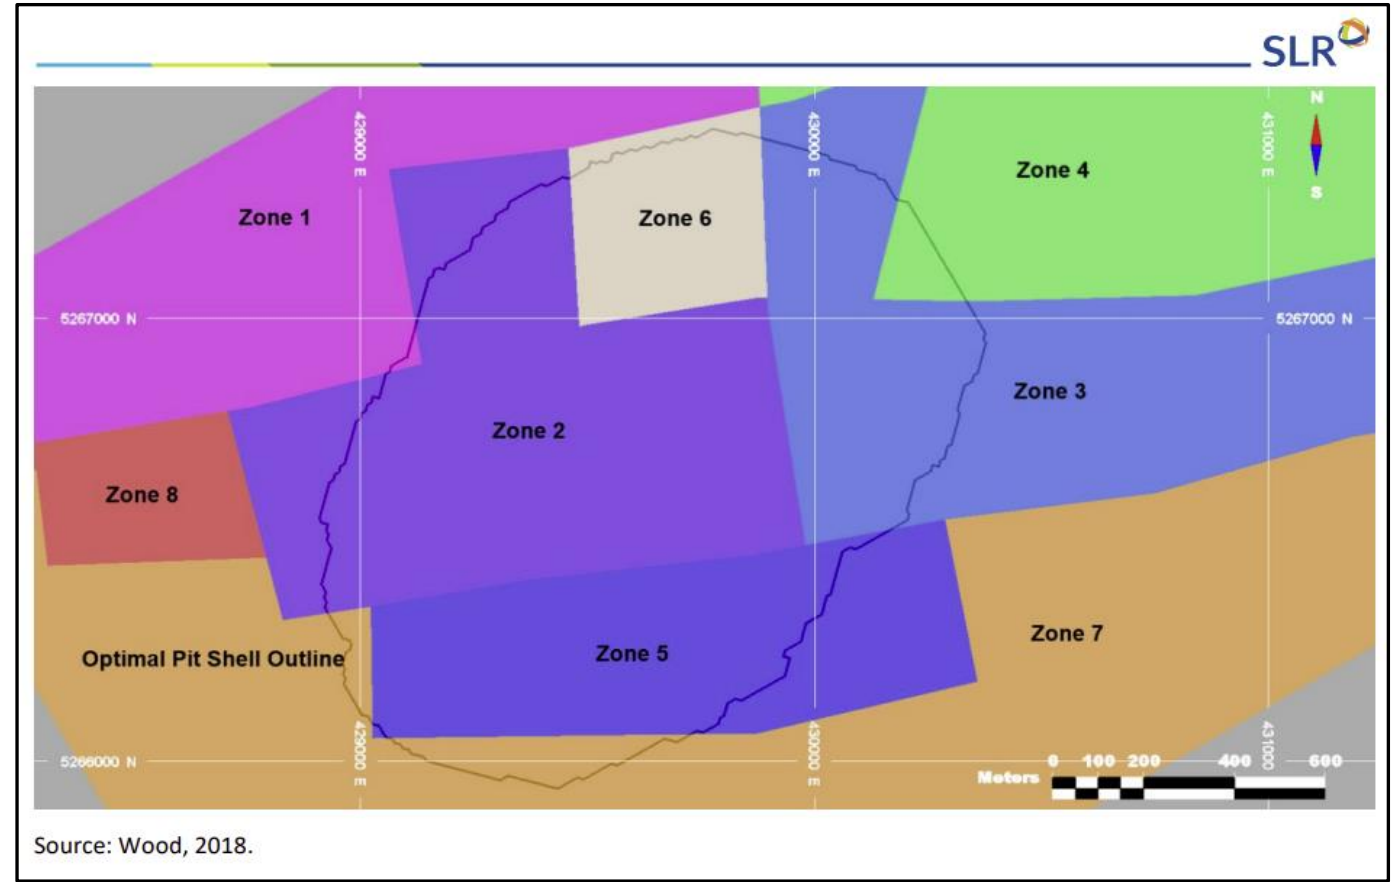 SLR
N
429000 m
430000 m
431000 m
S
Zone 4
Zone 1
Zone 6
5267000 N
5267000 N
Zone 3
Zone 2
Zone 8
Zone 7
Zone 5
Optimal Pit Shell Outline
429000 m
430000 m
431000
5266000 N
0 100 200 400 600
Meters
Source: Wood, 2018.